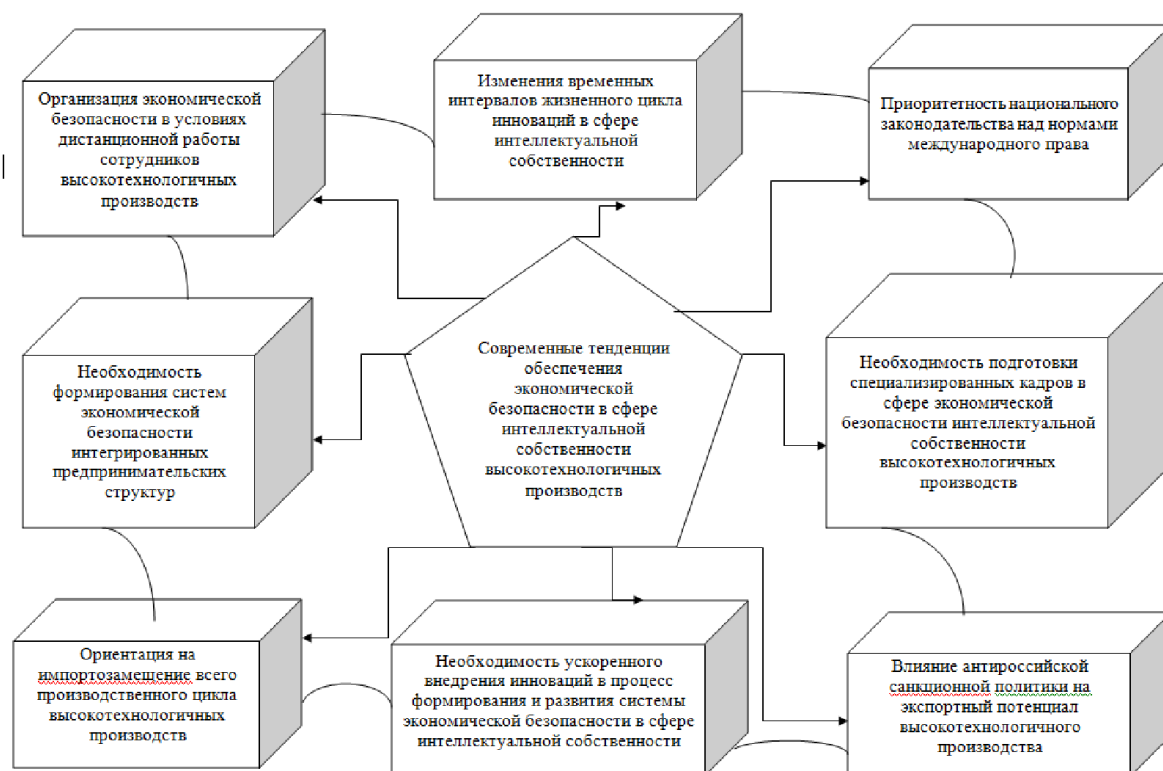 Организация экономической
безопасности в условиях
дистанционной работы
сотрудников
высокотехнологичных
производств
Изменения временных
интервалов жизненного цикла
инноваций в сфере
интеллектуальной
собственности
Приоритетность национального
законодательства над нормами
международного права
Необходимость
формирования систем
экономической
безопасности
интегрированных
предпринимательских
структур
Современные тенденции
обеспечения
экономической
безопасности в сфере
интеллектуальной
собственности
высокотехнологичных
производств
Необходимость подготовки
специализированных кадров в
сфере экономической
безопасности интеллектуальной
собственности
высокотехнологичных
производств
Ориентация на
импортозамещение всего
производственного цикла
высокотехнологичных
производств
Необходимость ускоренного
внедрения инноваций в процесс
формирования и развития системы
экономической безопасности в сфере
интеллектуальной собственности
Влияние антироссийской
санкционной политики на
экспортный потенциал
высокотехнологичного
производства